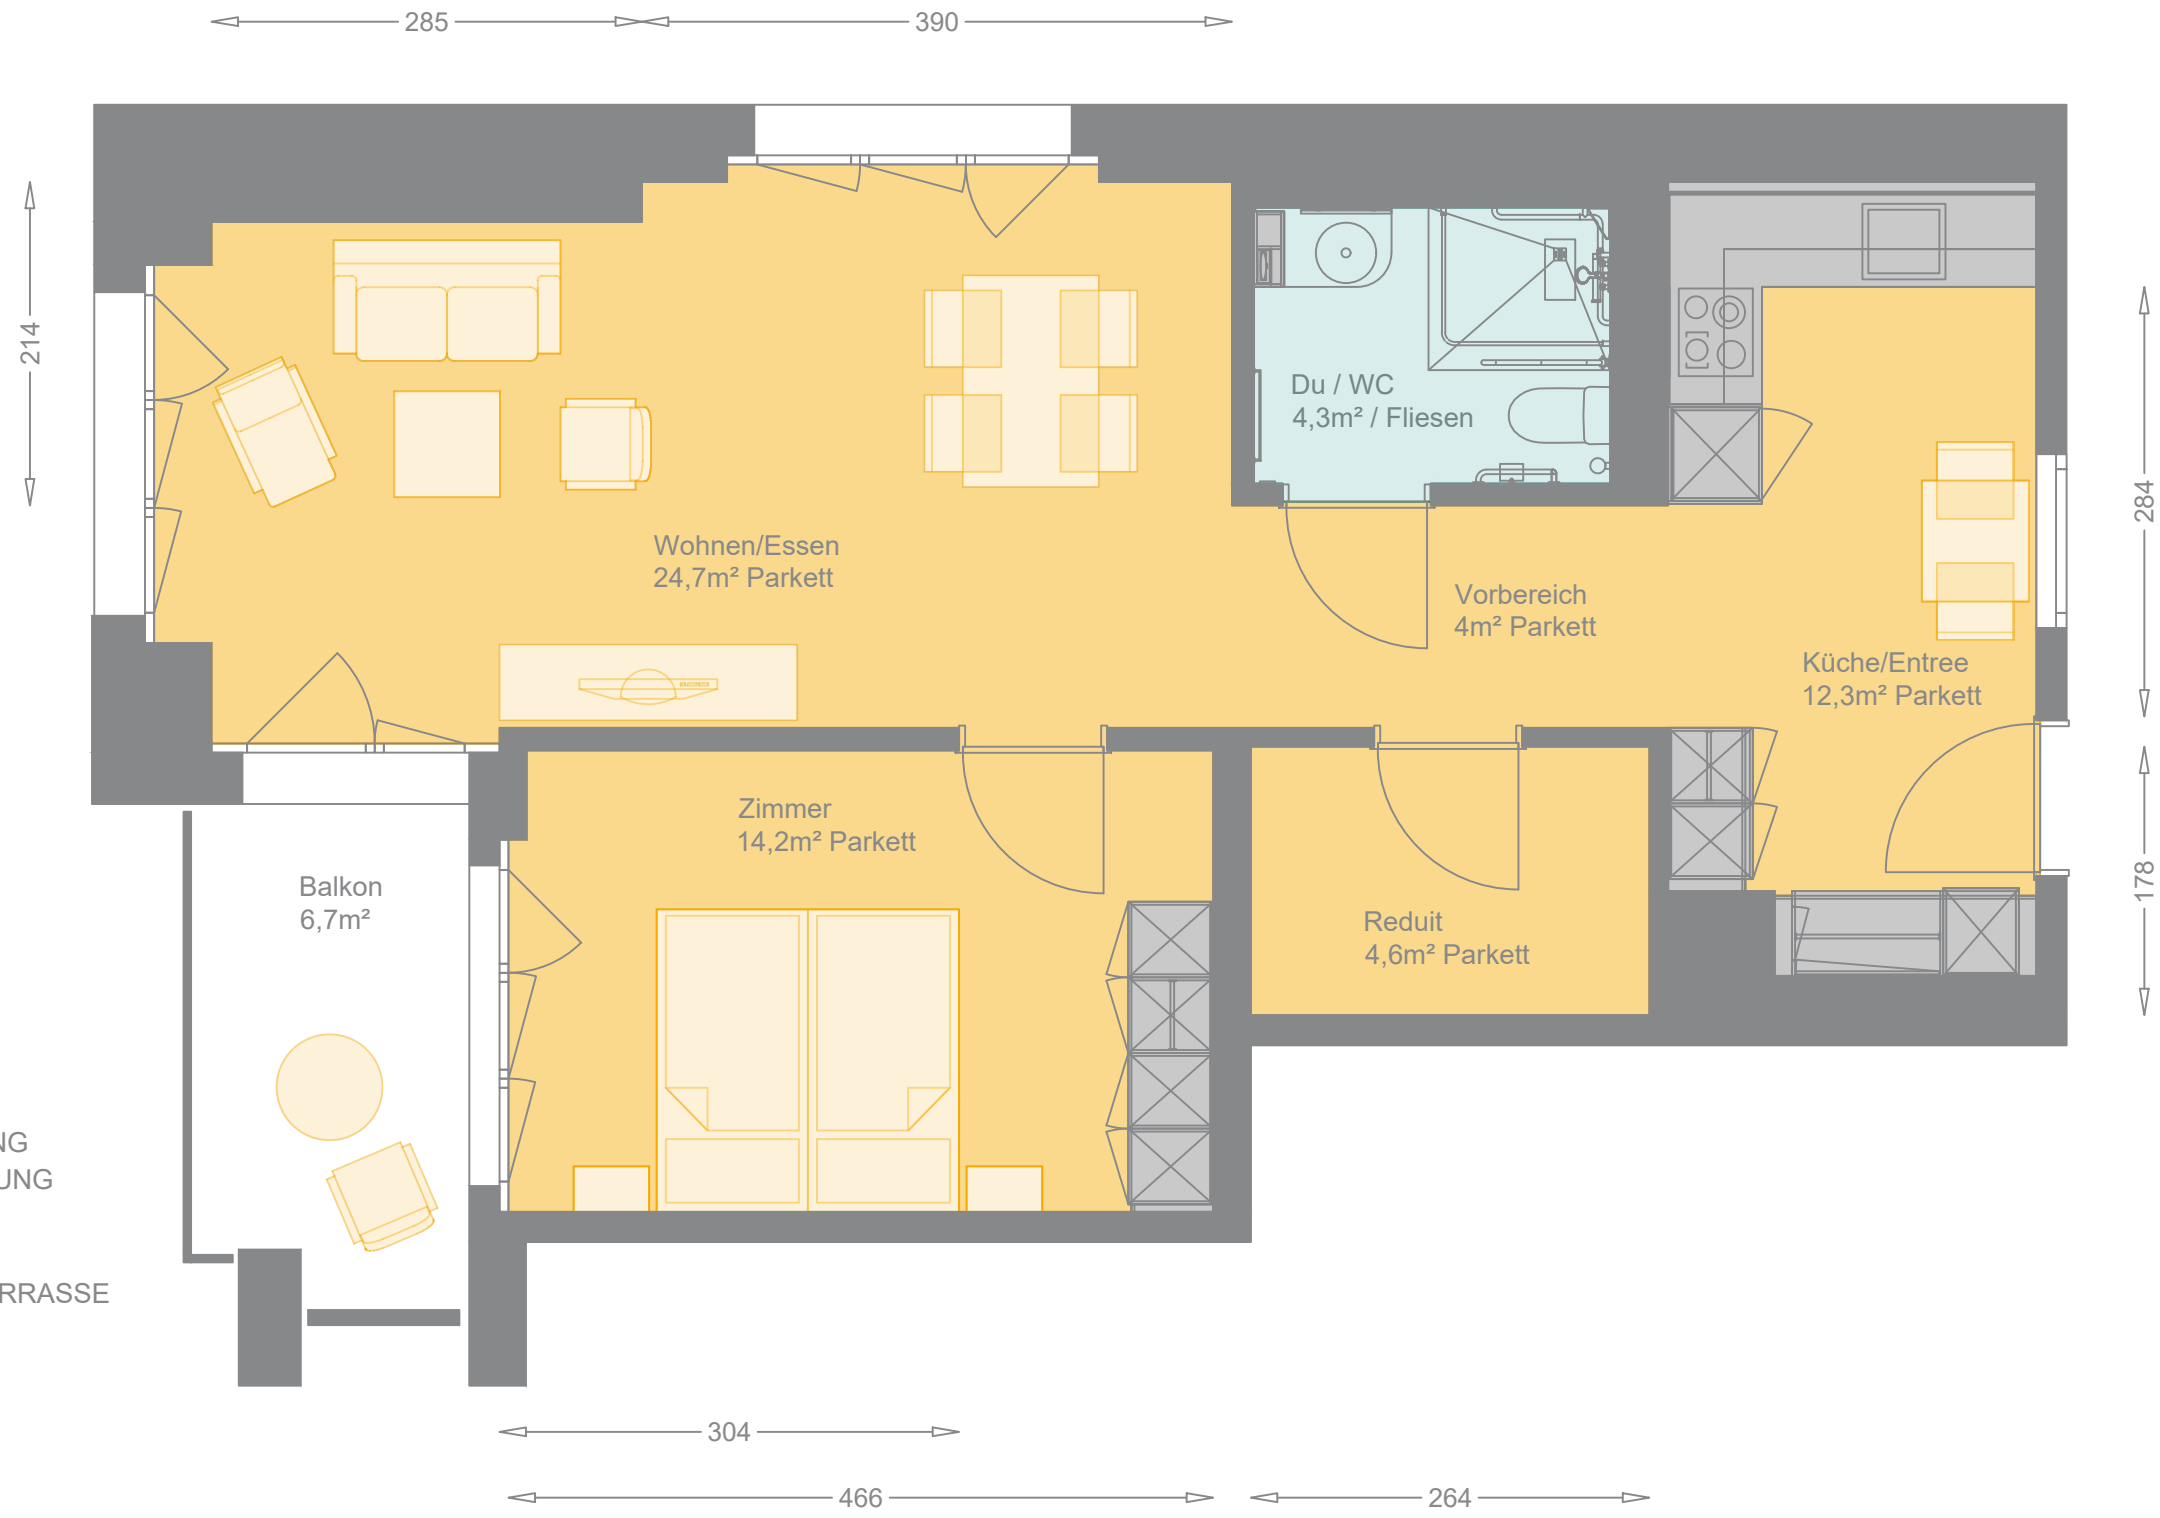 285
390
214
Du / WC
4,3m² / Fliesen
284
Wohnen/Essen
24,7m² Parkett
Vorbereich
4m² Parkett
Küche/Entree
12,3m² Parkett
Zimmer
14,2m² Parkett
178
Balkon
6,7m²
Reduit
4,6m² Parkett
NG
UNG
RRASSE
304
466
264